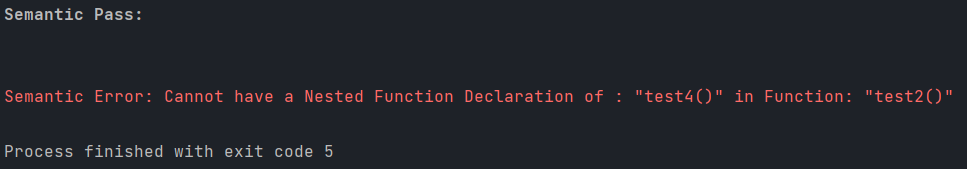 Semantic Pass:
Semantic Error: Cannot have a Nested Function Declaration of : "test4()" in Function: "test2()"
Process finished with exit code 5